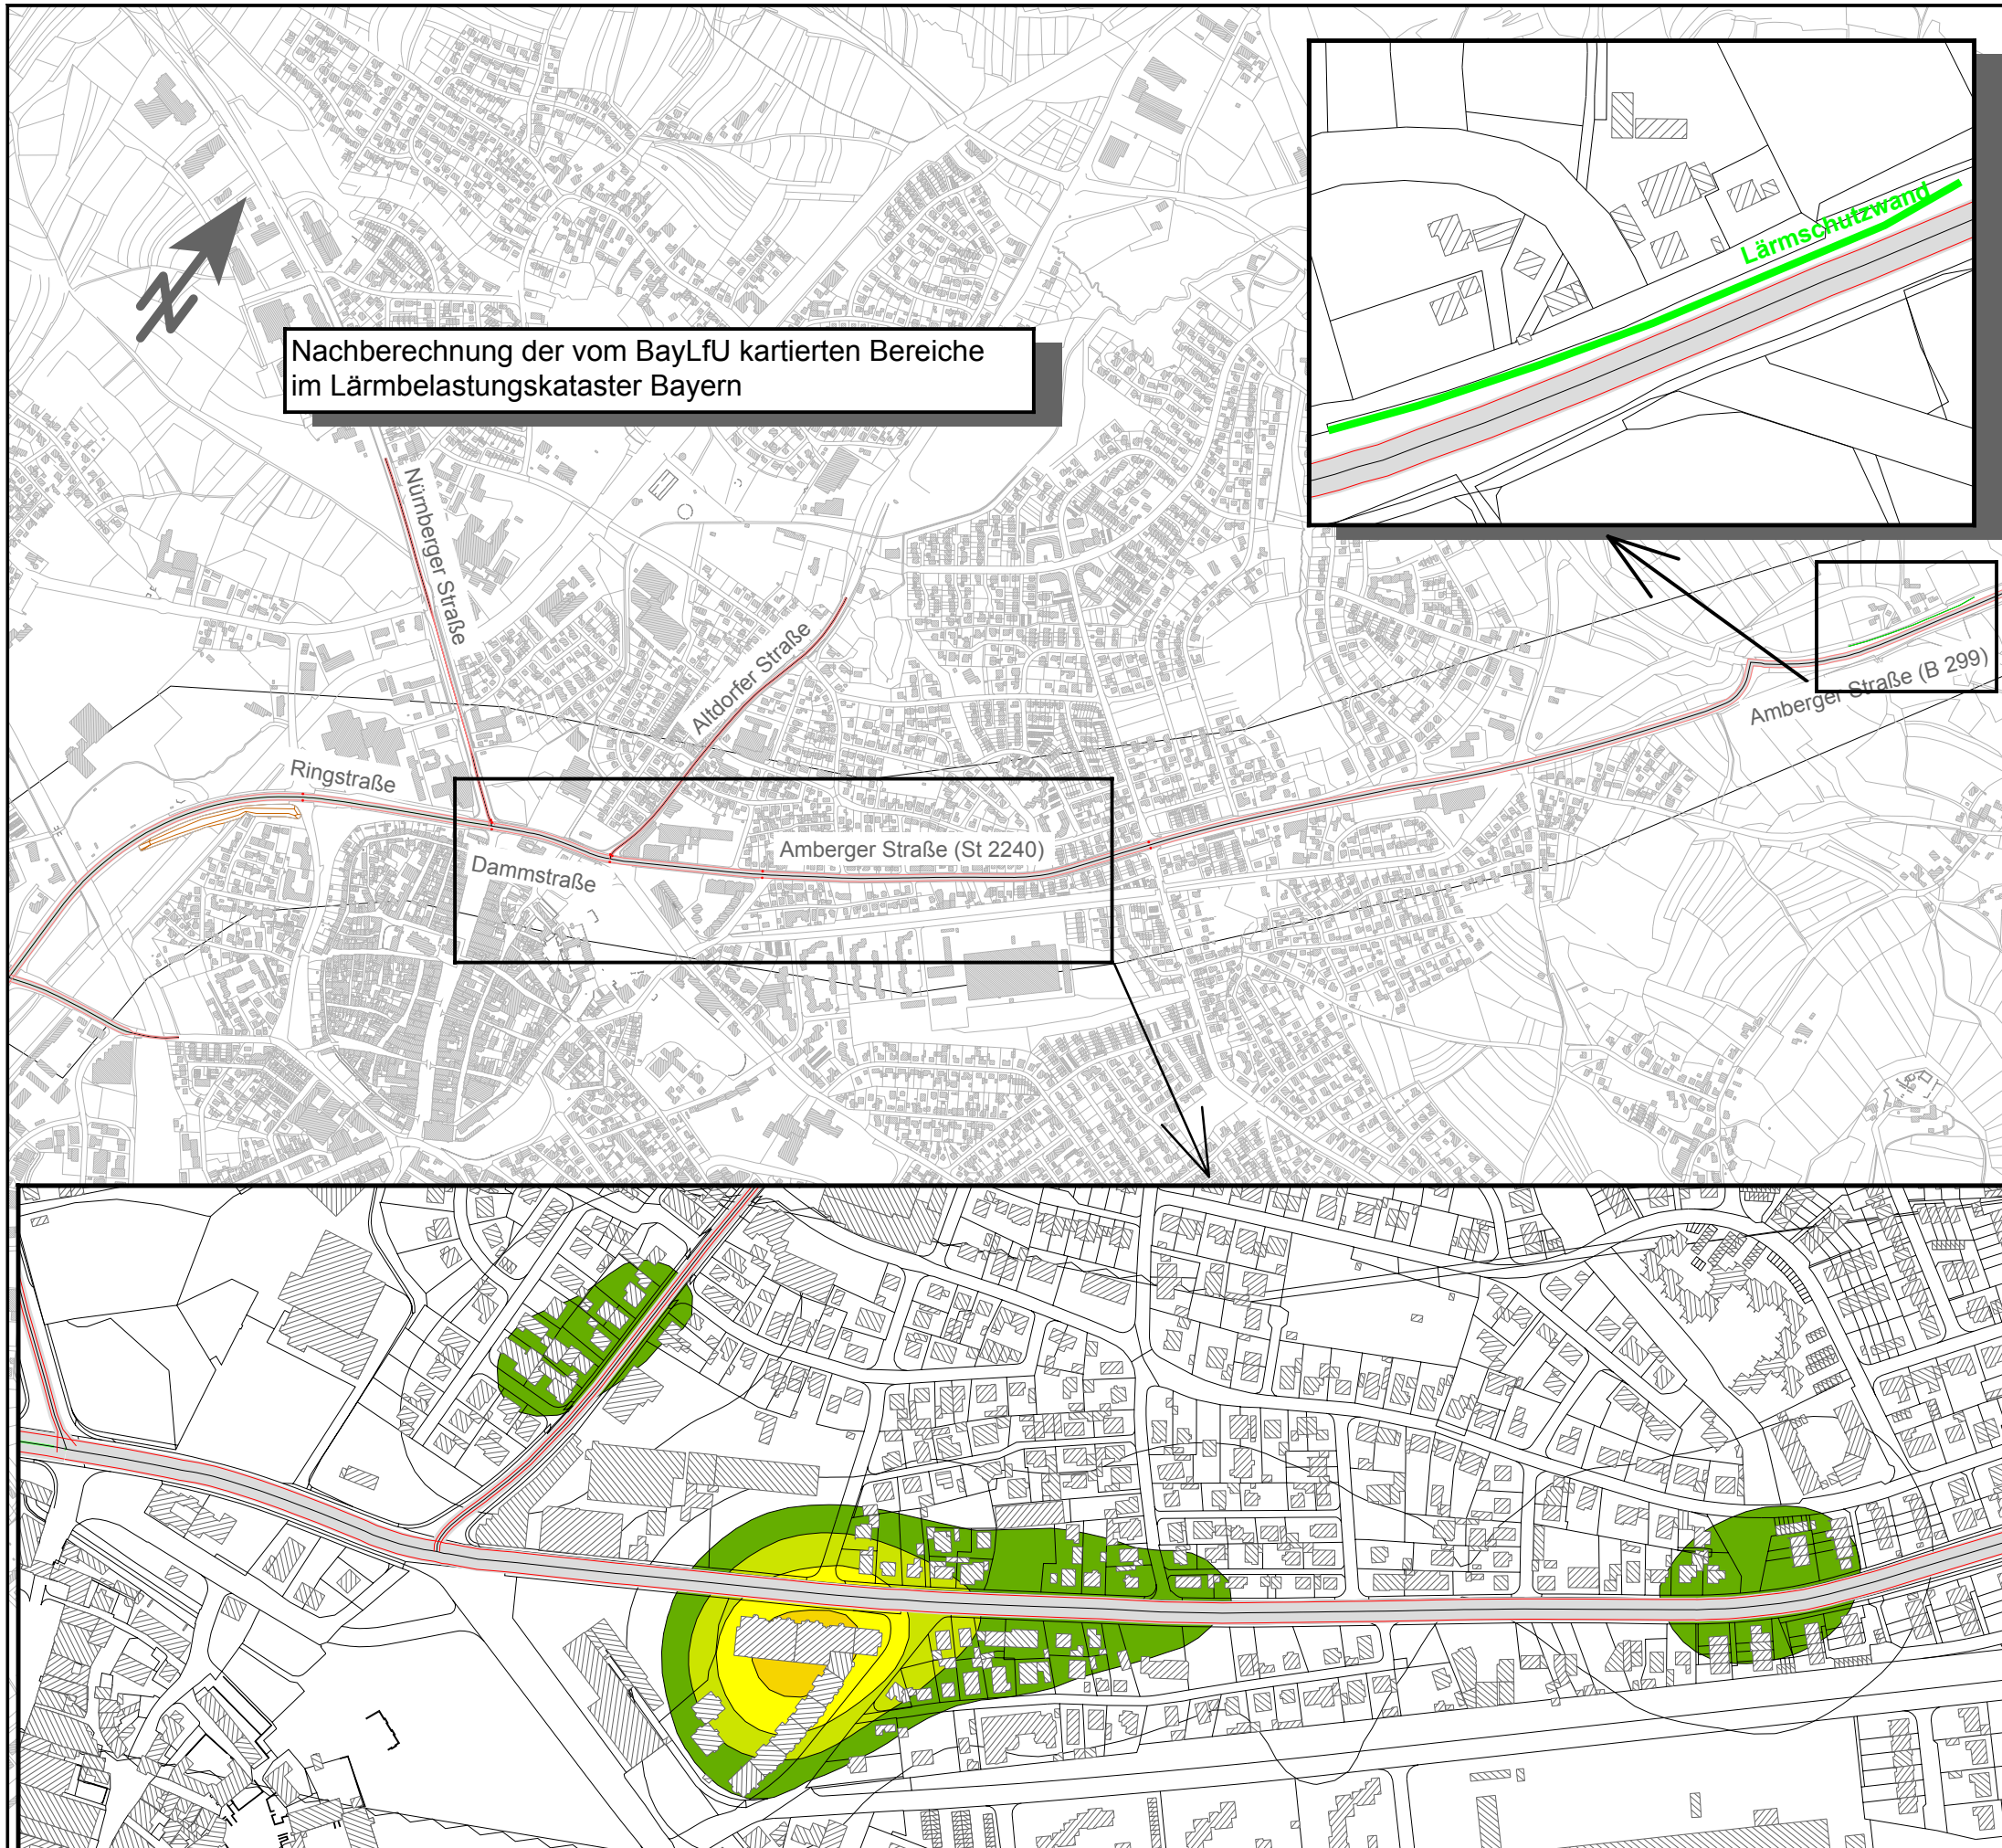 Lärmschutzwand
Nachberechnung der vom BayLfU kartierten Bereiche
im Lärmbelastungskataster Bayern
Nürnberger Straße
Altdorfer Straße
Amberger Straße (B 299)
Ringstraße
Amberger Straße (St 2240)
Dammstraße